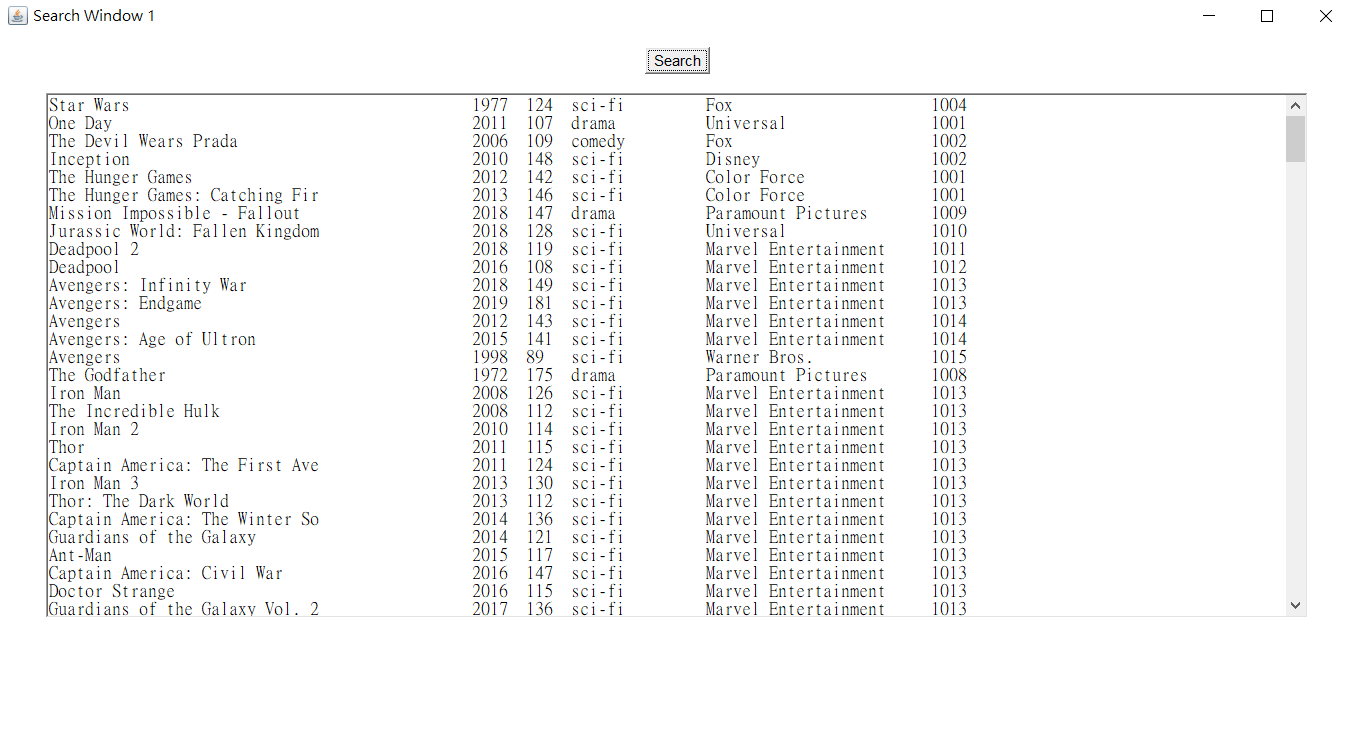 Search Window 1
Search
Star Wars 1977 124 sci-fi Fox 1004
One Day 2011 107 drama Universal 1001
The Devil Wears Prada 2006 109 comedy Fox 1002
Inception 2010 148 sci-fi Disney 1002
The Hunger Games 2012 142 sci-fi Color Force 1001
The Hunger Games: Catching Fir 2013 146 sci-fi Color Force 1001
Mission Impossible - Fallout 2018 147 drama Paramount Pictures 1009
Jurassic World: Fallen Kingdom 2018 128 sci-fi Universal 1010
Deadpool 2 2018 119 sci-fi Marvel Entertainment 1011
Deadpool 2016 108 sci-fi Marvel Entertainment 1012
Avengers: Infinity War 2018 149 sci-fi Marvel Entertainment 1013
Avengers: Endgame 2019 181 sci-fi Marvel Entertainment 1013
Avengers 2012 143 sci-fi Marvel Entertainment 1014
Avengers: Age of Ultron 2015 141 sci-fi Marvel Entertainment 1014
Avengers 1998 89 sci-fi Warner Bros. 1015
The Godfather 1972 175 drama Paramount Pictures 1008
Iron Man 2008 126 sci-fi Marvel Entertainment 1013
The Incredible Hulk 2008 112 sci-fi Marvel Entertainment 1013
Iron Man 2 2010 114 sci-fi Marvel Entertainment 1013
Thor 2011 115 sci-fi Marvel Entertainment 1013
Captain America: The First Ave 2011 124 sci-fi Marvel Entertainment 1013
Iron Man 3 2013 130 sci-fi Marvel Entertainment 1013
Thor: The Dark World 2013 112 sci-fi Marvel Entertainment 1013
Captain America: The Winter So 2014 136 sci-fi Marvel Entertainment 1013
Guardians of the Galaxy 2014 121 sci-fi Marvel Entertainment 1013
Ant-Man 2015 117 sci-fi Marvel Entertainment 1013
Captain America: Civil War 2016 147 sci-fi Marvel Entertainment 1013
Doctor Strange 2016 115 sci-fi Marvel Entertainment 1013
Guardians of the Galaxy Vol. 2 2017 136 sci-fi Marvel Entertainment 1013